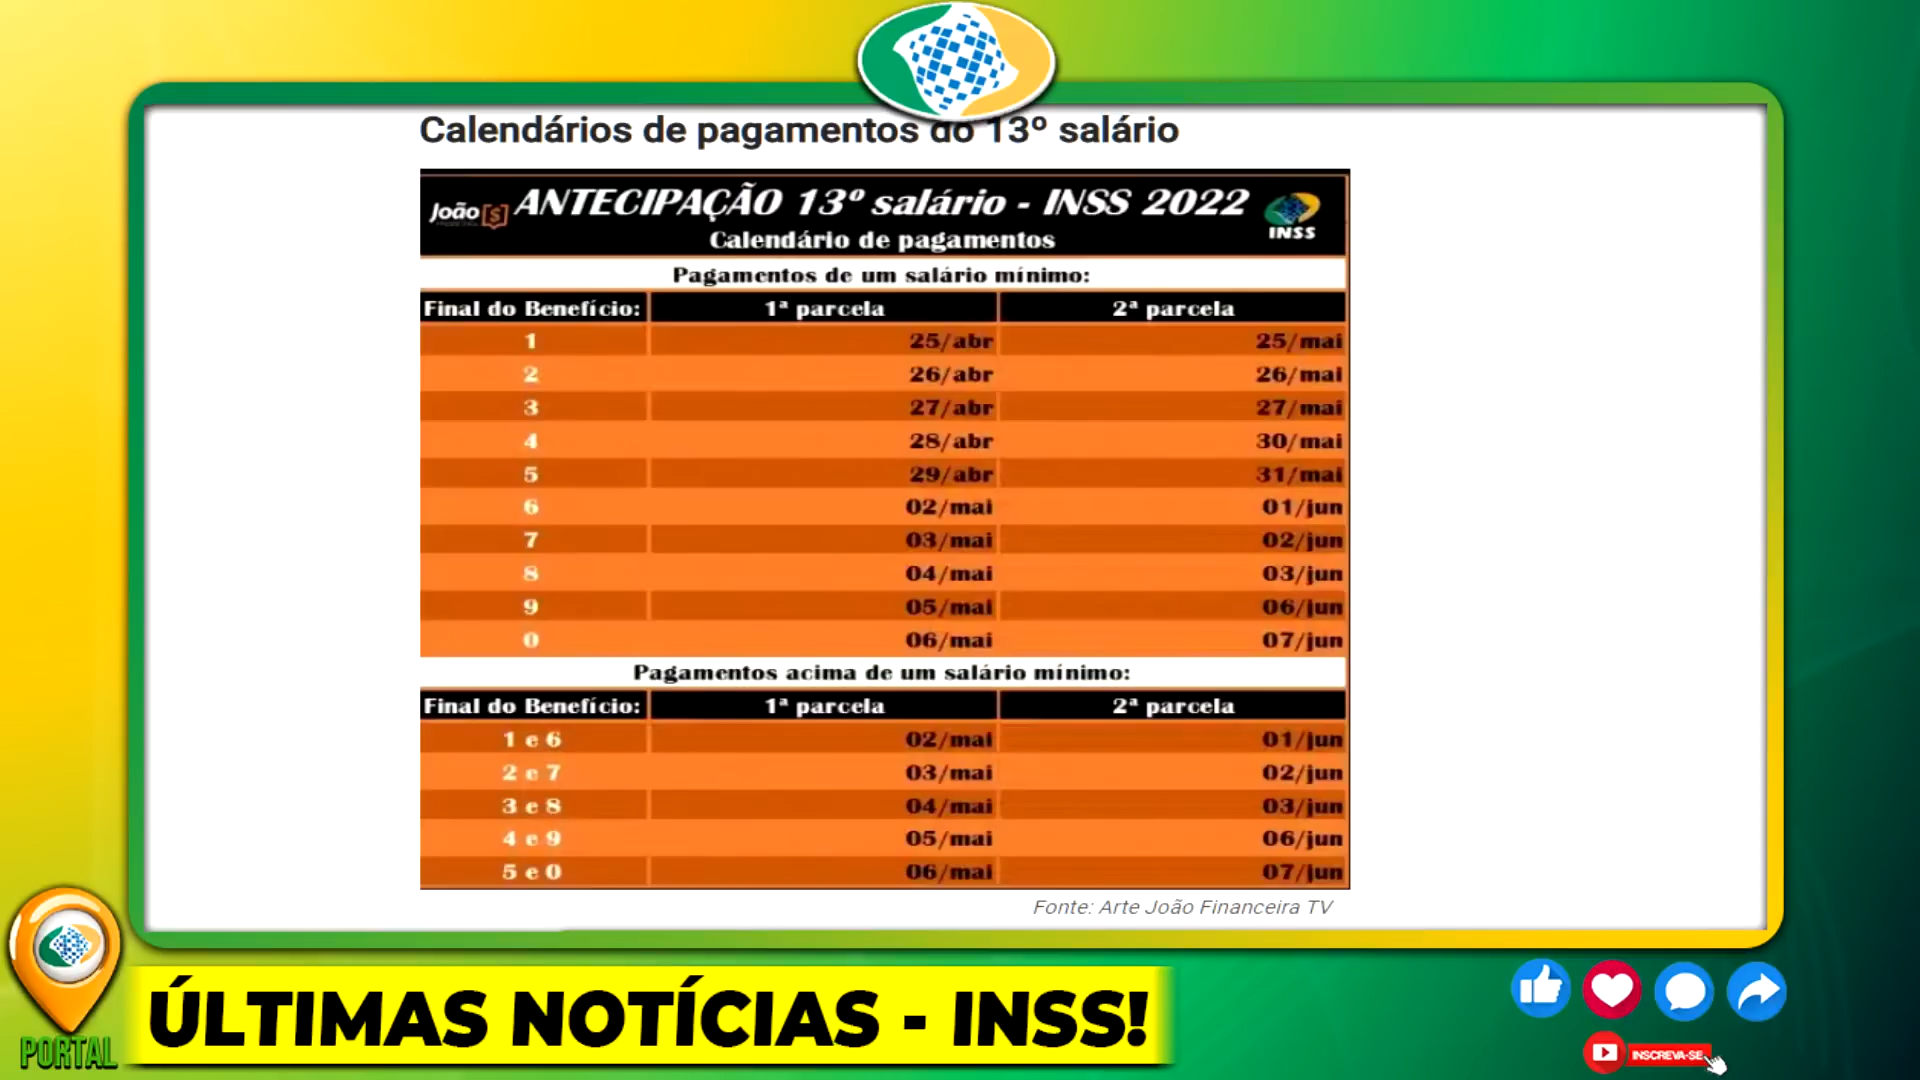 Calendários de pagamentos do 13º salário
João [$] ANTECIPAÇÃO 13º salário - INSS 2022
INSS
Calendário de pagamentos
Pagamentos de um salário mínimo:
Final do Benefício: 1ª parcela 2ª parcela
1 25/abr 25/mai
2 26/abr 26/mai
3 27/abr 27/mai
4 28/abr 30/mai
5 29/abr 31/mai
6 02/mai 01/jun
7 03/mai 02/jun
8 04/mai 03/jun
9 05/mai 06/jun
0 06/mai 07/jun
Pagamentos acima de um salário mínimo:
Final do Benefício: 1ª parcela 2ª parcela
1 e 6 02/mai 01/jun
2 e 7 03/mai 02/jun
3 e 8 04/mai 03/jun
4 e 9 05/mai 06/jun
5 e 0 06/mai 07/jun
Fonte: Arte João Financeira TV
PORTAL
ÚLTIMAS NOTÍCIAS - INSS!
INSCREVA-SE